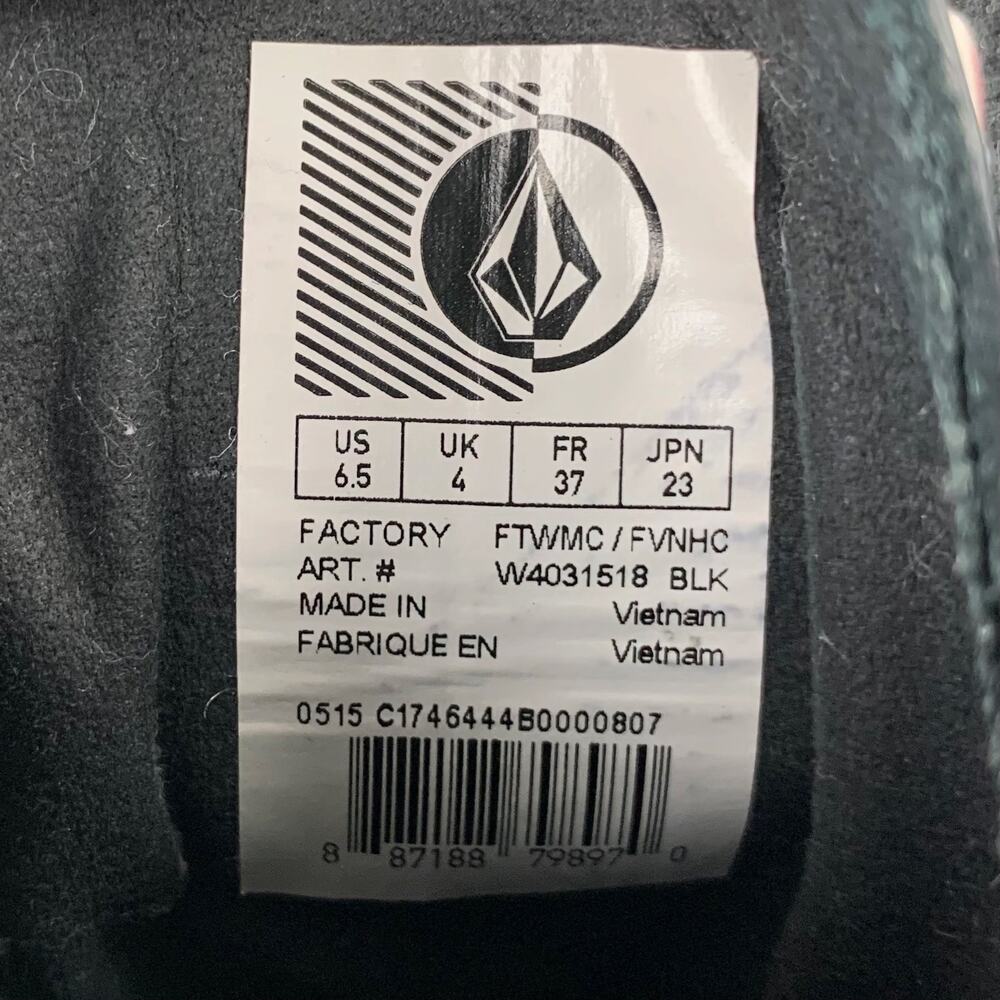 US UK FR JPN
6.5 4 37 23
FACTORY FTWMC / FVNHC
ART. # W4031518 BLK
MADE IN Vietnam
FABRIQUE EN Vietnam
0515 C1746444B0000807
8 87188 79897 0